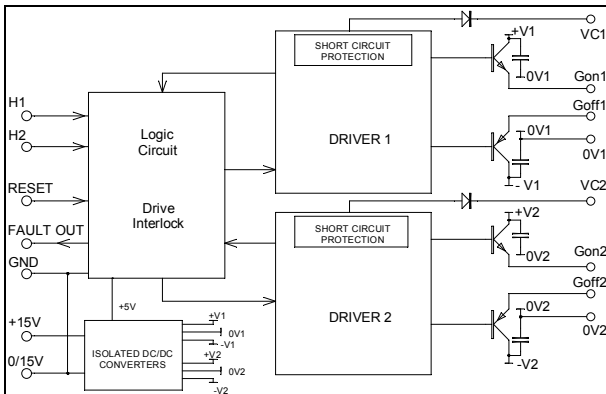 SHORT CIRCUIT
PROTECTION
+V1
VC1
0V1
Gon1
H1
H2
Logic
Circuit
DRIVER 1
Goff1
0V1
0V1
- V1
RESET
Drive
Interlock
VC2
FAULT OUT
SHORT CIRCUIT
PROTECTION
+V2
0V2
Gon2
GND
+5V
Goff2
+15V
ISOLATED DC/DC
CONVERTERS
+V1
0V1
-V1
+V2
0V2
-V2
DRIVER 2
0V2
0V2
-V2
0/15V